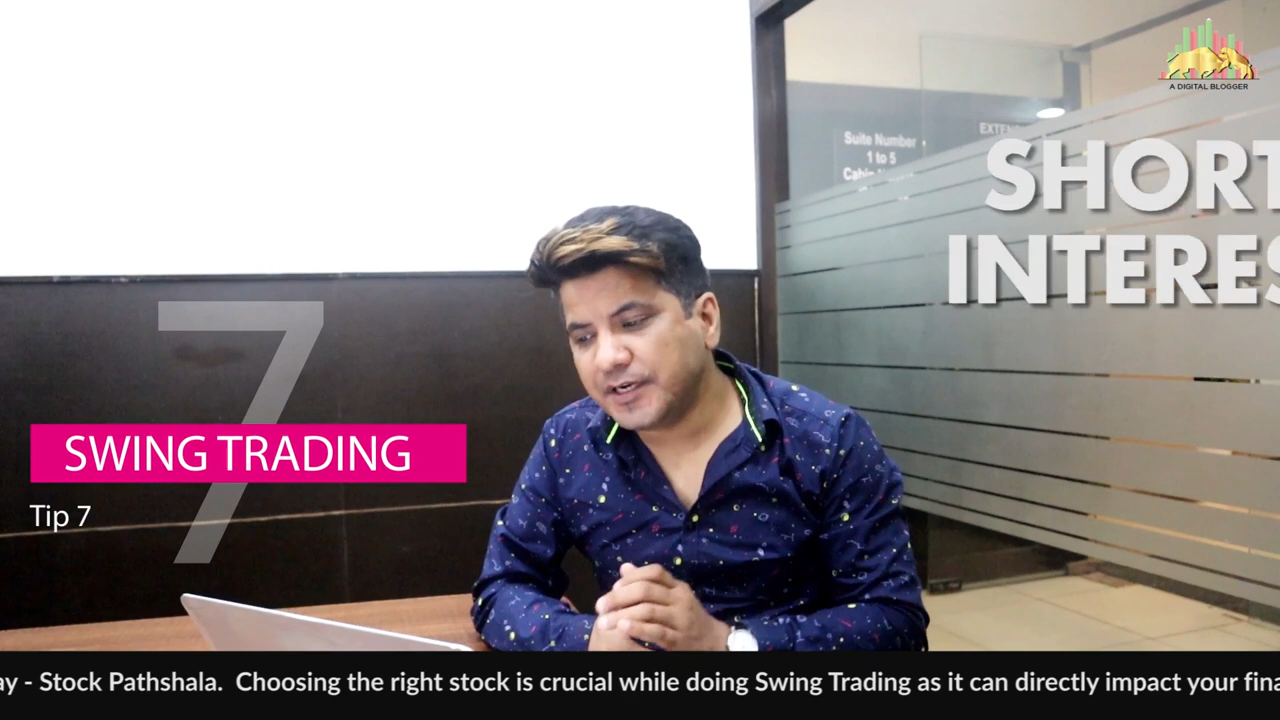 A DIGITAL BLOGGER
Suite Number
1 to 5
SHORT
INTERES
7
SWING TRADING
Tip 7
ay - Stock Pathshala.  Choosing the right stock is crucial while doing Swing Trading as it can directly impact your fina